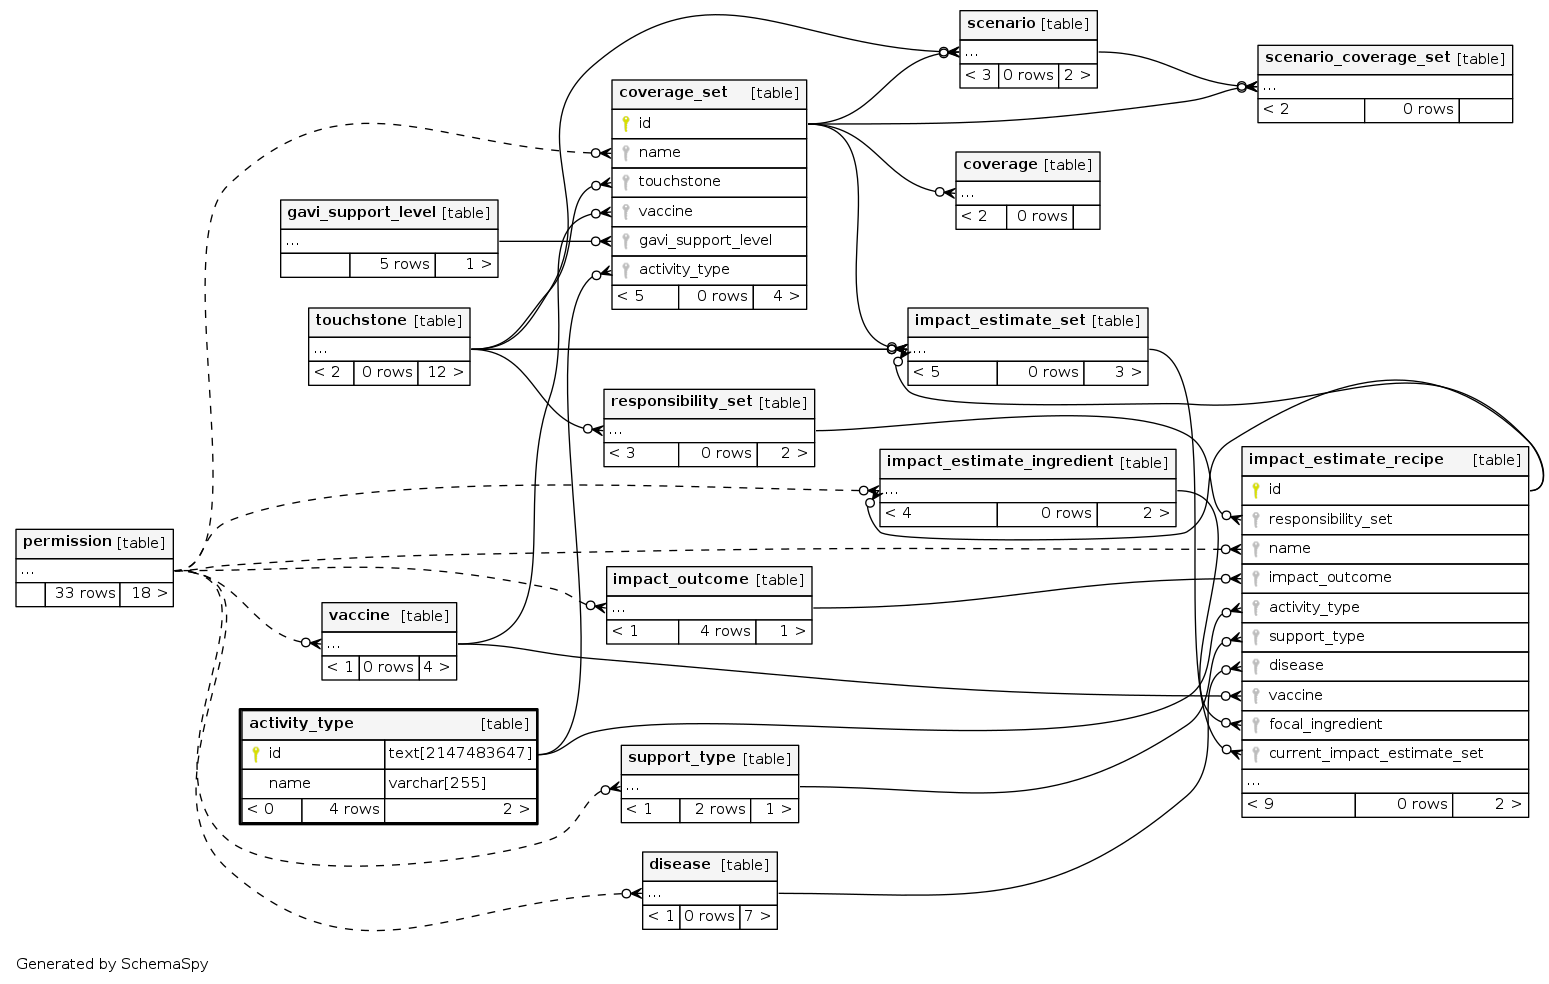 scenario [table]
...
< 3 0 rows 2 >
scenario_coverage_set [table]
...
< 2 0 rows
coverage_set [table]
id
name
touchstone
vaccine
gavi_support_level
activity_type
< 5 0 rows 4 >
coverage [table]
...
< 2 0 rows
gavi_support_level [table]
...
5 rows 1 >
touchstone [table]
...
< 2 0 rows 12 >
impact_estimate_set [table]
...
< 5 0 rows 3 >
responsibility_set [table]
...
< 3 0 rows 2 >
impact_estimate_ingredient [table]
...
< 4 0 rows 2 >
impact_estimate_recipe [table]
id
responsibility_set
name
impact_outcome
activity_type
support_type
disease
vaccine
focal_ingredient
current_impact_estimate_set
...
< 9 0 rows 2 >
permission [table]
...
33 rows 18 >
impact_outcome [table]
...
< 1 4 rows 1 >
vaccine [table]
...
< 1 0 rows 4 >
activity_type [table]
id text[2147483647]
name varchar[255]
< 0 4 rows 2 >
support_type [table]
...
< 1 2 rows 1 >
disease [table]
...
< 1 0 rows 7 >
Generated by SchemaSpy